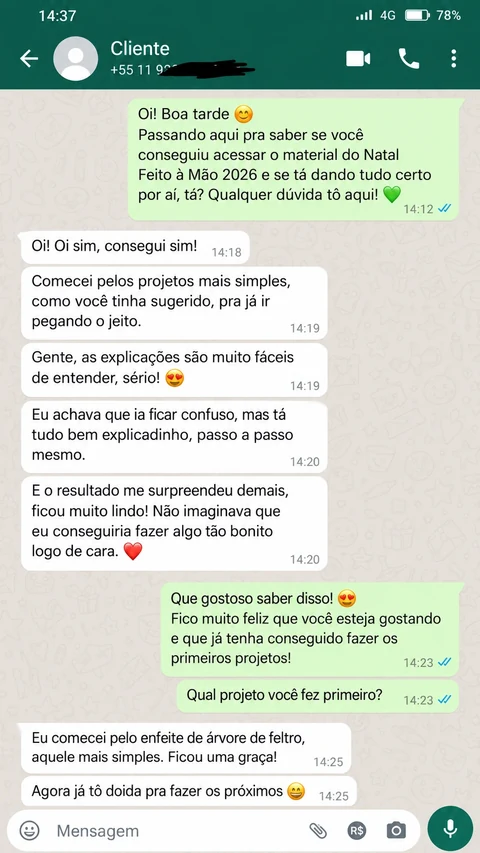 14:37
4G
78%
Cliente
+55 11 9
Oi! Boa tarde 😊
Passando aqui pra saber se você
conseguiu acessar o material do Natal
Feito à Mão 2026 e se tá dando tudo certo
por aí, tá? Qualquer dúvida tô aqui! 💚
14:12
Oi! Oi sim, consegui sim!
14:18
Comecei pelos projetos mais simples,
como você tinha sugerido, pra já ir
pegando o jeito.
14:19
Gente, as explicações são muito fáceis
de entender, sério! 😍
14:19
Eu achava que ia ficar confuso, mas tá
tudo bem explicadinho, passo a passo
mesmo.
14:20
E o resultado me surpreendeu demais,
ficou muito lindo! Não imaginava que
eu conseguiria fazer algo tão bonito
logo de cara. ❤️
14:20
Que gostoso saber disso! 😍
Fico muito feliz que você esteja gostando
e que já tenha conseguido fazer os
primeiros projetos!
14:23
Qual projeto você fez primeiro?
14:23
Eu comecei pelo enfeite de árvore de feltro,
aquele mais simples. Ficou uma graça!
14:25
Agora já tô doida pra fazer os próximos 😄
14:25
Mensagem
R$